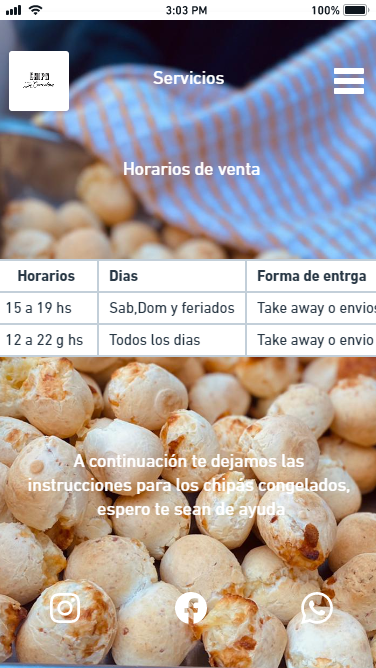 3:03 PM 100%
Servicios
Horarios de venta
Horarios Dias Forma de entrga
15 a 19 hs Sab,Dom y feriados Take away o envios
12 a 22 g hs Todos los dias Take away o envio
A continuación te dejamos las
instrucciones para los chipás congelados,
espero te sean de ayuda